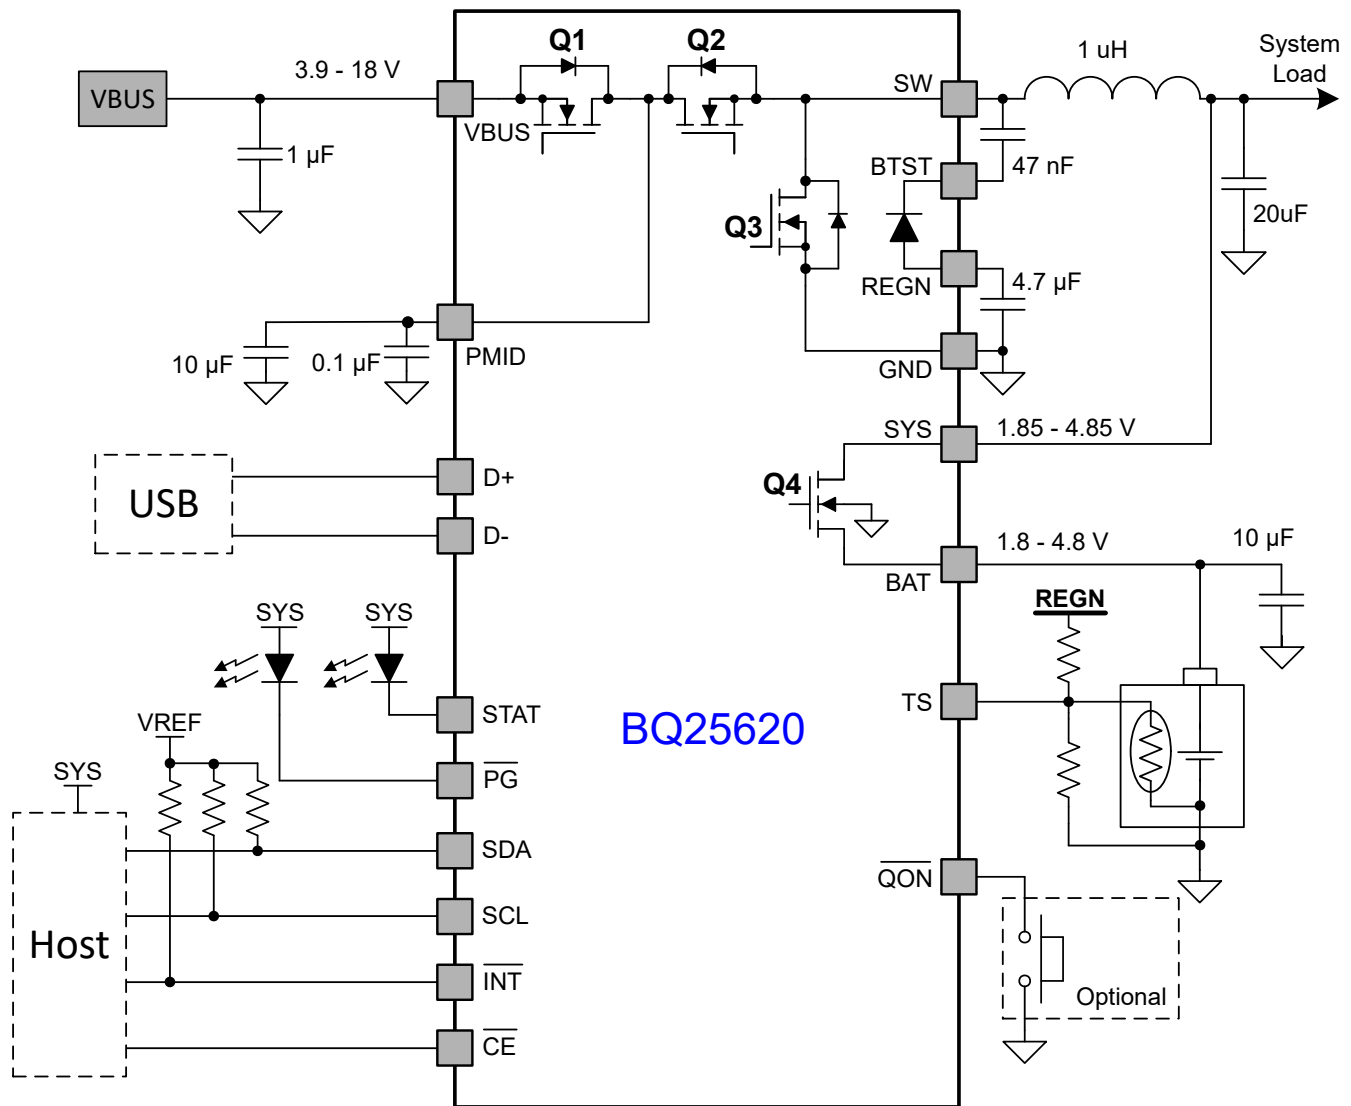 Q1
Q2
3.9 - 18 V
VBUS
VBUS
1 µF
SW
1 uH
System
Load
BTST
47 nF
20uF
Q3
REGN
4.7 µF
10 µF
0.1 µF
PMID
GND
SYS
1.85 - 4.85 V
USB
D+
D-
Q4
BAT
1.8 - 4.8 V
10 µF
REGN
SYS
SYS
STAT
TS
BQ25620
VREF
SYS
PG
SDA
QON
SCL
Host
INT
Optional
CE